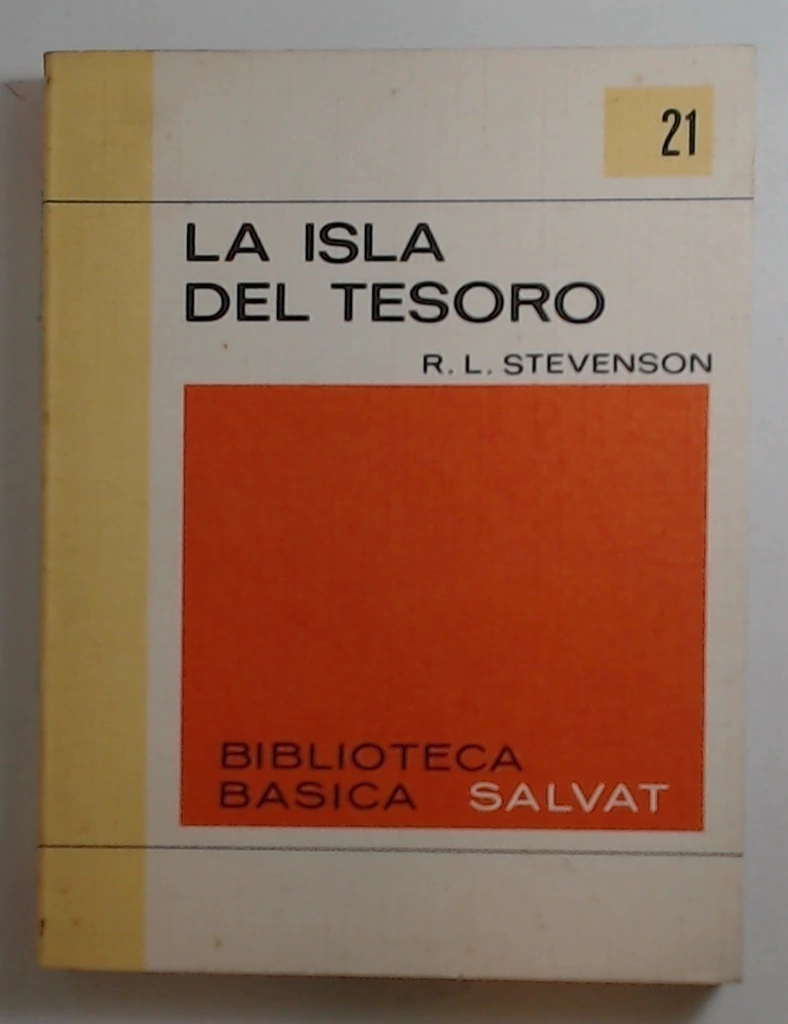 21
LA ISLA
DEL TESORO
R. L. STEVENSON
BIBLIOTECA
BASICA SALVAT